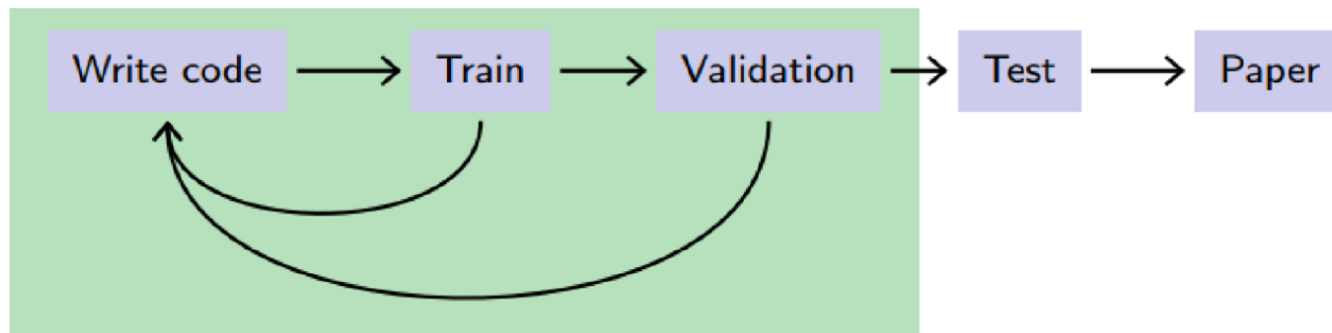 Write code
Train
Validation
Test
Paper